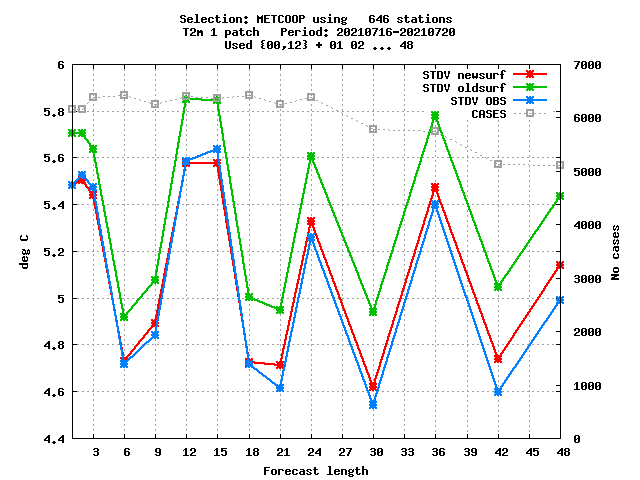 Selection: METCOOP using   646 stations
T2m 1 patch   Period: 20210716-20210720
Used {00,12} + 01 02 ... 48
STDV newsurf
STDV oldsurf
STDV OBS
CASES
6
5.8
5.6
5.4
5.2
5
4.8
4.6
4.4
deg C
7000
6000
5000
4000
3000
2000
1000
0
No cases
3 6 9 12 15 18 21 24 27 30 33 36 39 42 45 48
Forecast length